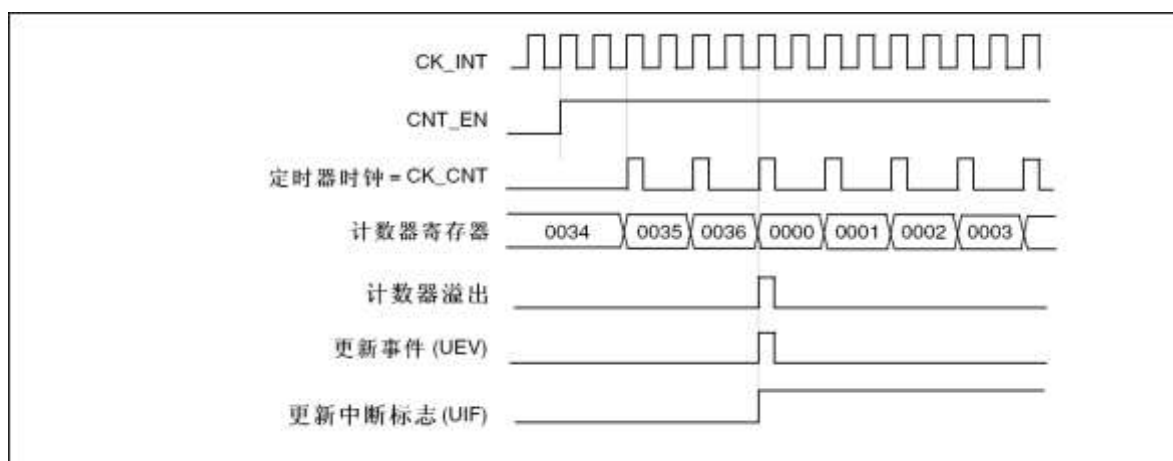 CK_INT
CNT_EN
定时器时钟=CK_CNT
计数器寄存器 0034 0035 0036 0000 0001 0002 0003
计数器溢出
更新事件(UEV)
更新中断标志(UIF)